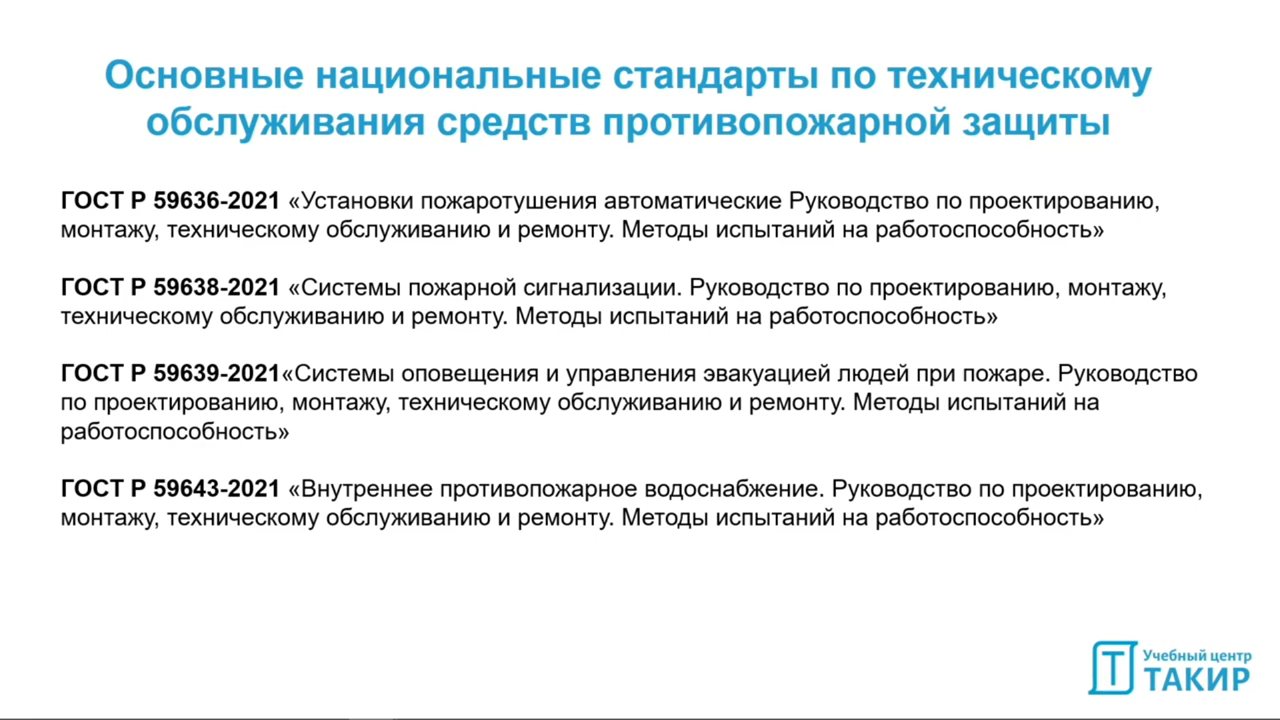 Основные национальные стандарты по техническому
обслуживания средств противопожарной защиты
ГОСТ Р 59636-2021 «Установки пожаротушения автоматические Руководство по проектированию,
монтажу, техническому обслуживанию и ремонту. Методы испытаний на работоспособность»
ГОСТ Р 59638-2021 «Системы пожарной сигнализации. Руководство по проектированию, монтажу,
техническому обслуживанию и ремонту. Методы испытаний на работоспособность»
ГОСТ Р 59639-2021«Системы оповещения и управления эвакуацией людей при пожаре. Руководство
по проектированию, монтажу, техническому обслуживанию и ремонту. Методы испытаний на
работоспособность»
ГОСТ Р 59643-2021 «Внутреннее противопожарное водоснабжение. Руководство по проектированию,
монтажу, техническому обслуживанию и ремонту. Методы испытаний на работоспособность»
Т
Учебный центр
ТАКИР